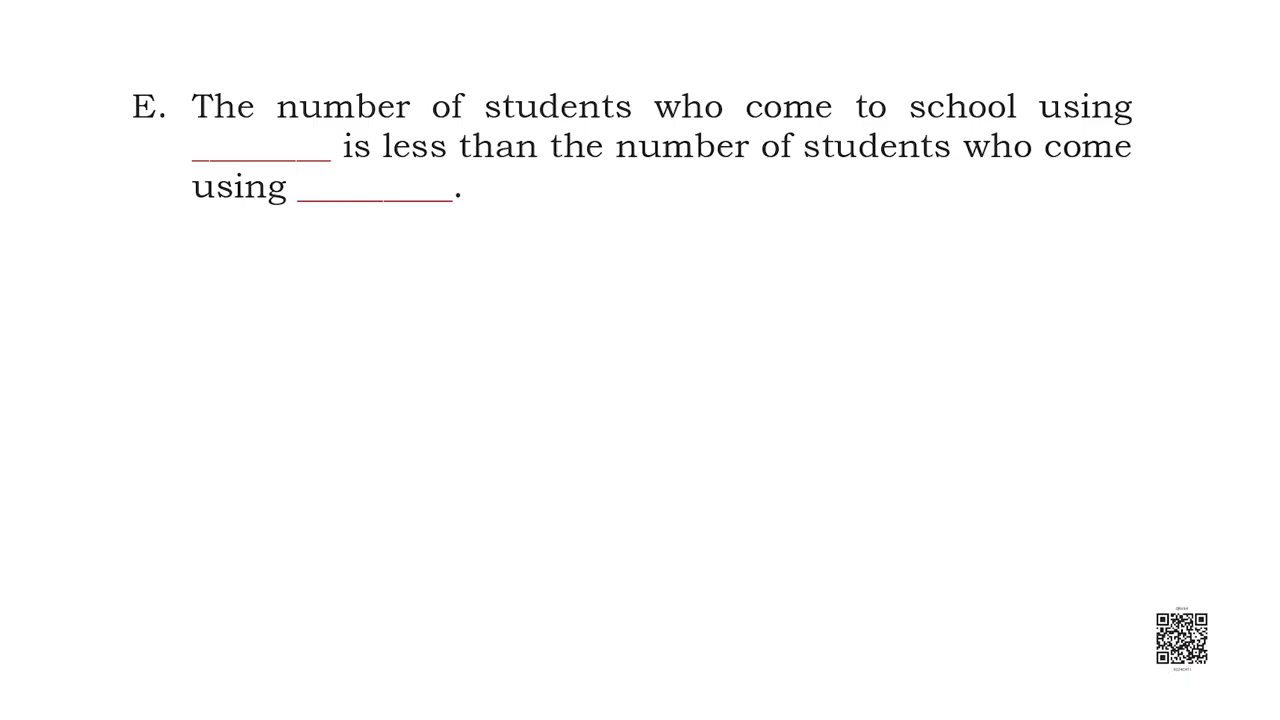 E. The number of students who come to school using
________ is less than the number of students who come
using _________.